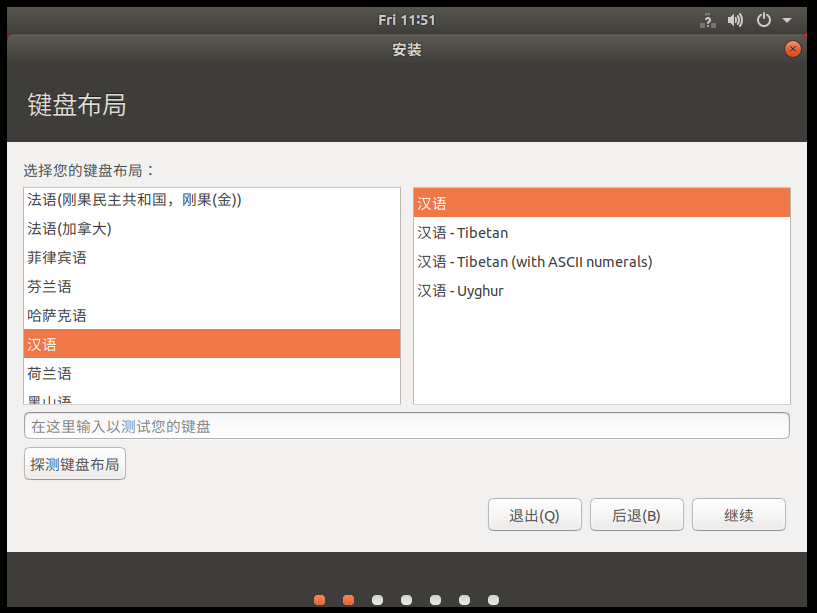 Fri 11:51
安装
键盘布局
选择您的键盘布局：
法语(刚果民主共和国，刚果(金))
法语(加拿大)
菲律宾语
芬兰语
哈萨克语
汉语
荷兰语
黑山语
汉语
汉语 - Tibetan
汉语 - Tibetan (with ASCII numerals)
汉语 - Uyghur
在这里输入以测试您的键盘
探测键盘布局
退出(Q)
后退(B)
继续